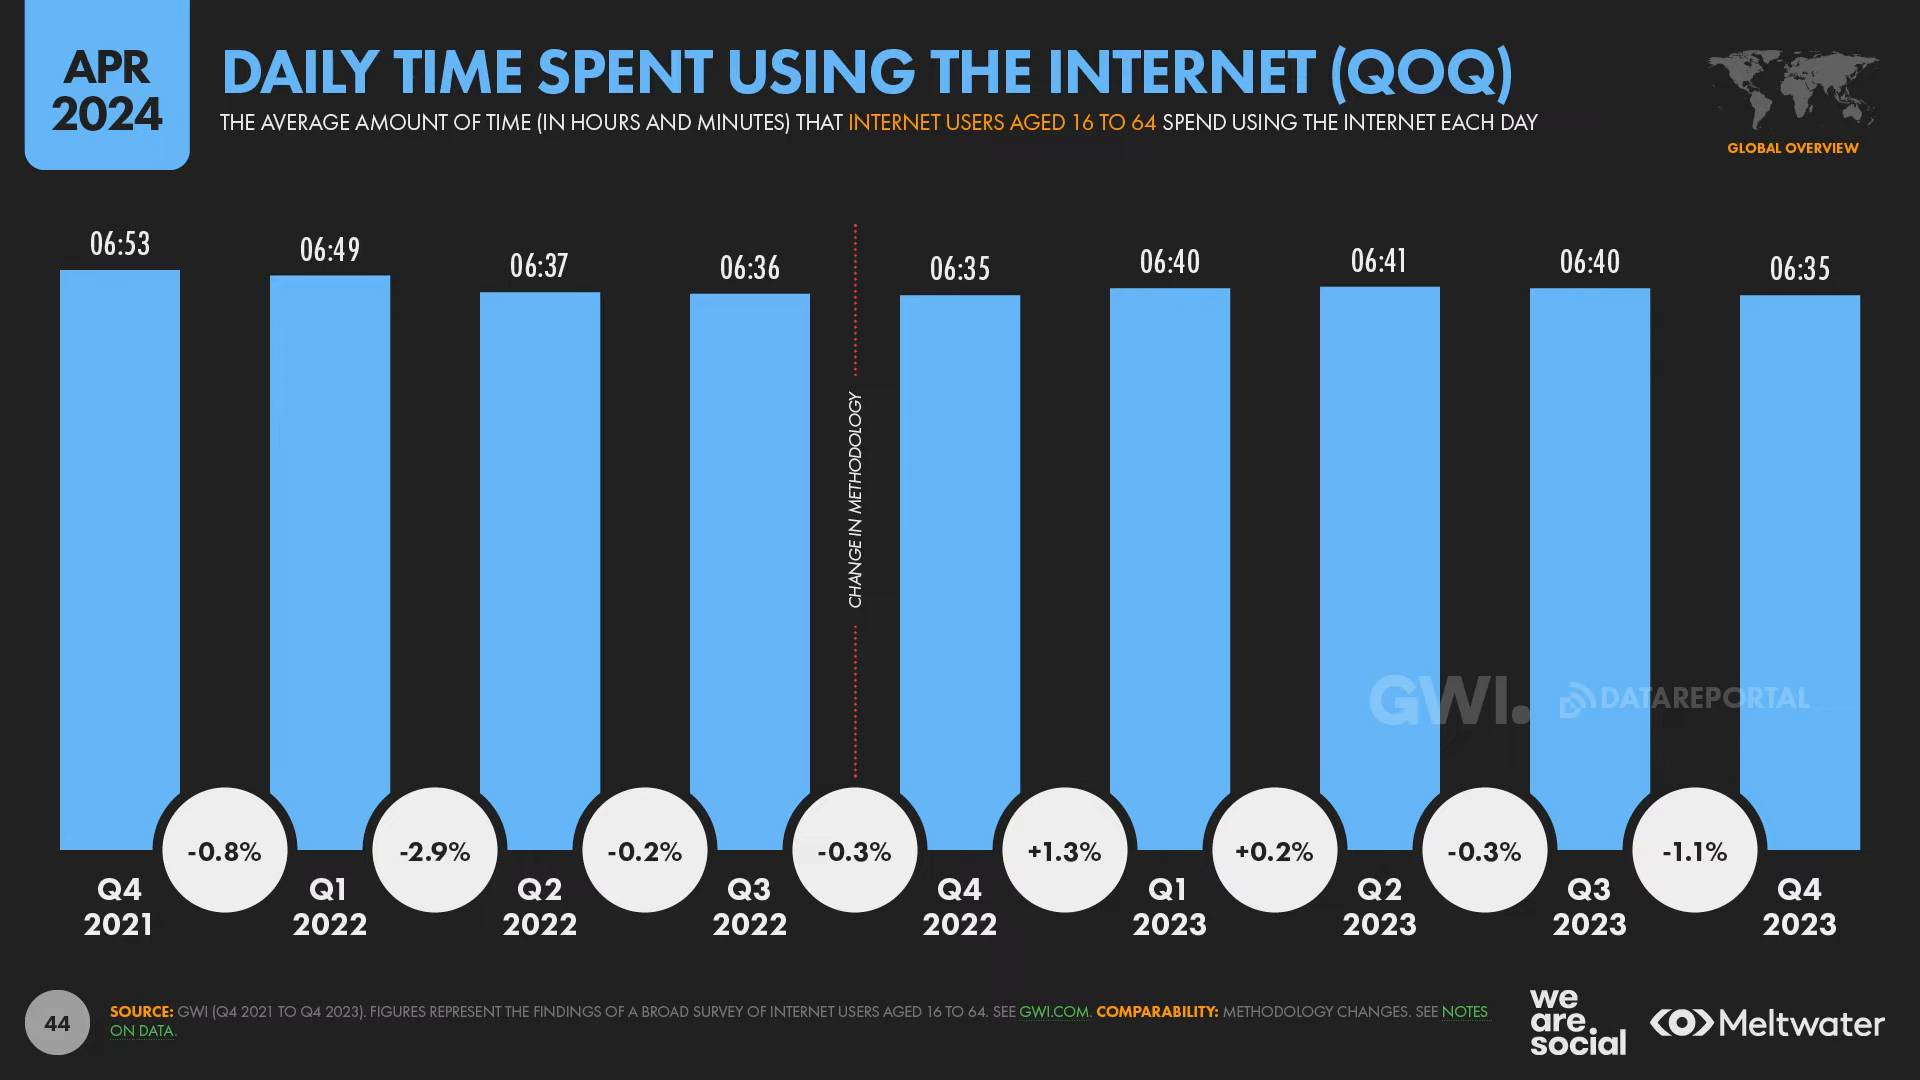 APR
2024
DAILY TIME SPENT USING THE INTERNET (QOQ)
THE AVERAGE AMOUNT OF TIME (IN HOURS AND MINUTES) THAT INTERNET USERS AGED 16 TO 64 SPEND USING THE INTERNET EACH DAY
GLOBAL OVERVIEW
06:53
06:49
06:37
06:36
06:35
06:40
06:41
06:40
06:35
CHANGE IN METHODOLOGY
GWI.
DATAREPORTAL
-0.8%
-2.9%
-0.2%
-0.3%
+1.3%
+0.2%
-0.3%
-1.1%
Q4
2021
Q1
2022
Q2
2022
Q3
2022
Q4
2022
Q1
2023
Q2
2023
Q3
2023
Q4
2023
44
SOURCE: GWI (Q4 2021 TO Q4 2023). FIGURES REPRESENT THE FINDINGS OF A BROAD SURVEY OF INTERNET USERS AGED 16 TO 64. SEE GWI.COM. COMPARABILITY: METHODOLOGY CHANGES. SEE NOTES
ON DATA.
we
are
social
Meltwater